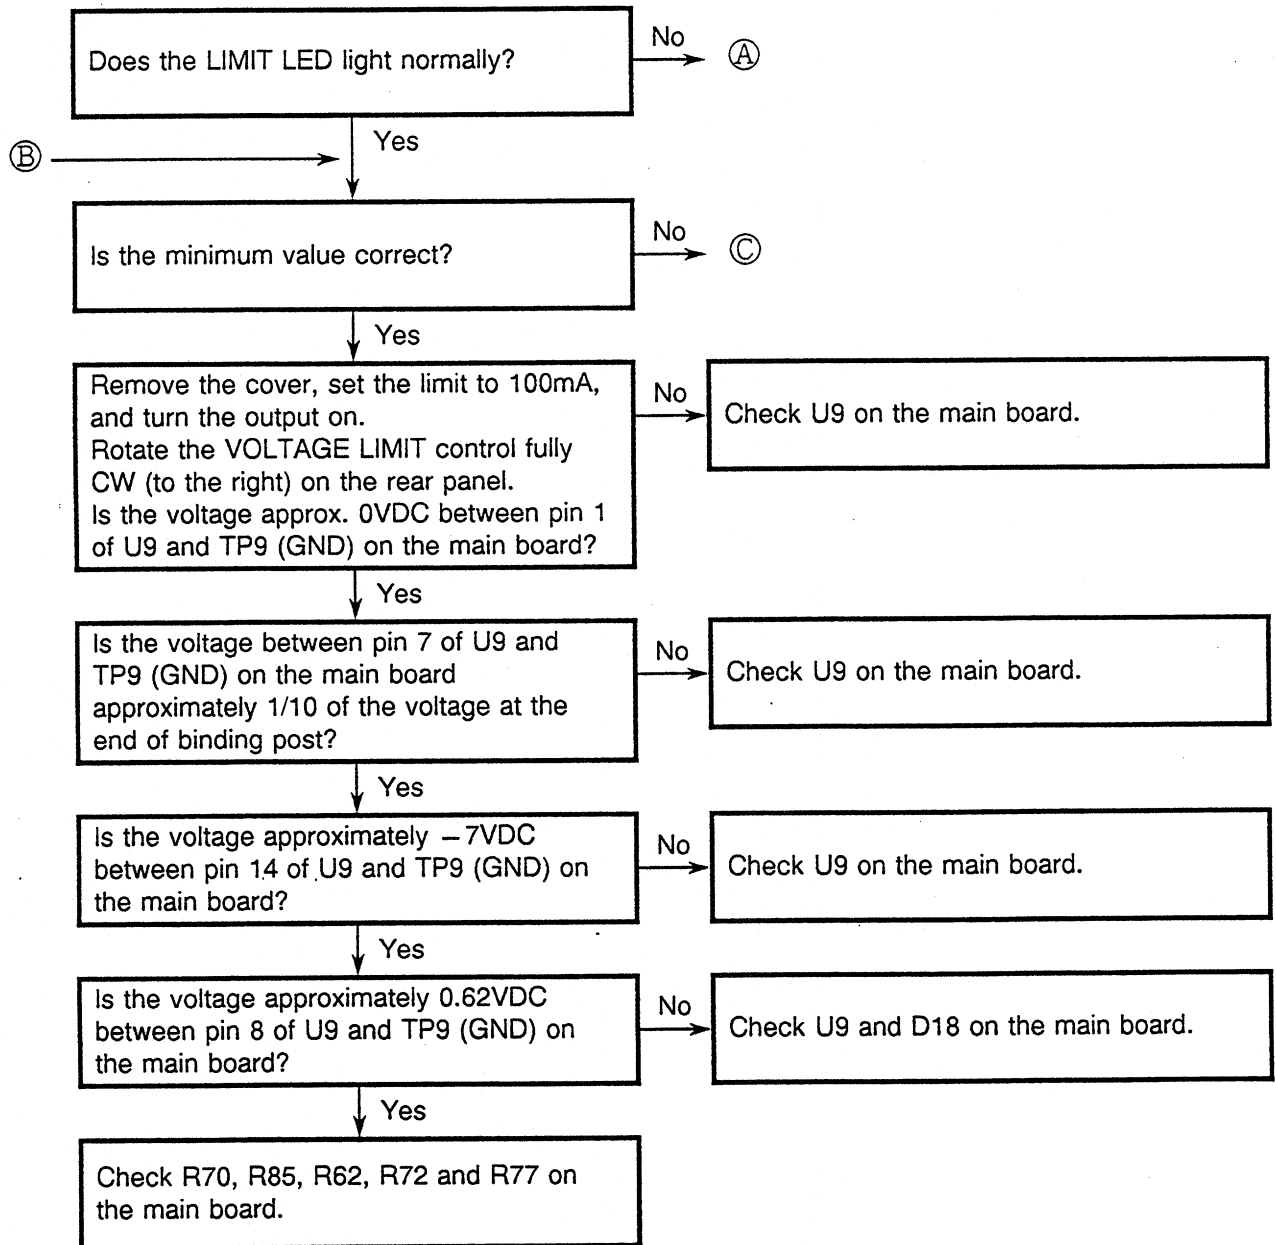 Does the LIMIT LED light normally?
No
Ⓐ
Yes
Ⓑ
Is the minimum value correct?
No
Ⓒ
Yes
Remove the cover, set the limit to 100mA,
and turn the output on.
Rotate the VOLTAGE LIMIT control fully
CW (to the right) on the rear panel.
Is the voltage approx. 0VDC between pin 1
of U9 and TP9 (GND) on the main board?
No
Check U9 on the main board.
Yes
Is the voltage between pin 7 of U9 and
TP9 (GND) on the main board
approximately 1/10 of the voltage at the
end of binding post?
No
Check U9 on the main board.
Yes
Is the voltage approximately −7VDC
between pin 14 of U9 and TP9 (GND) on
the main board?
No
Check U9 on the main board.
Yes
Is the voltage approximately 0.62VDC
between pin 8 of U9 and TP9 (GND) on
the main board?
No
Check U9 and D18 on the main board.
Yes
Check R70, R85, R62, R72 and R77 on
the main board.